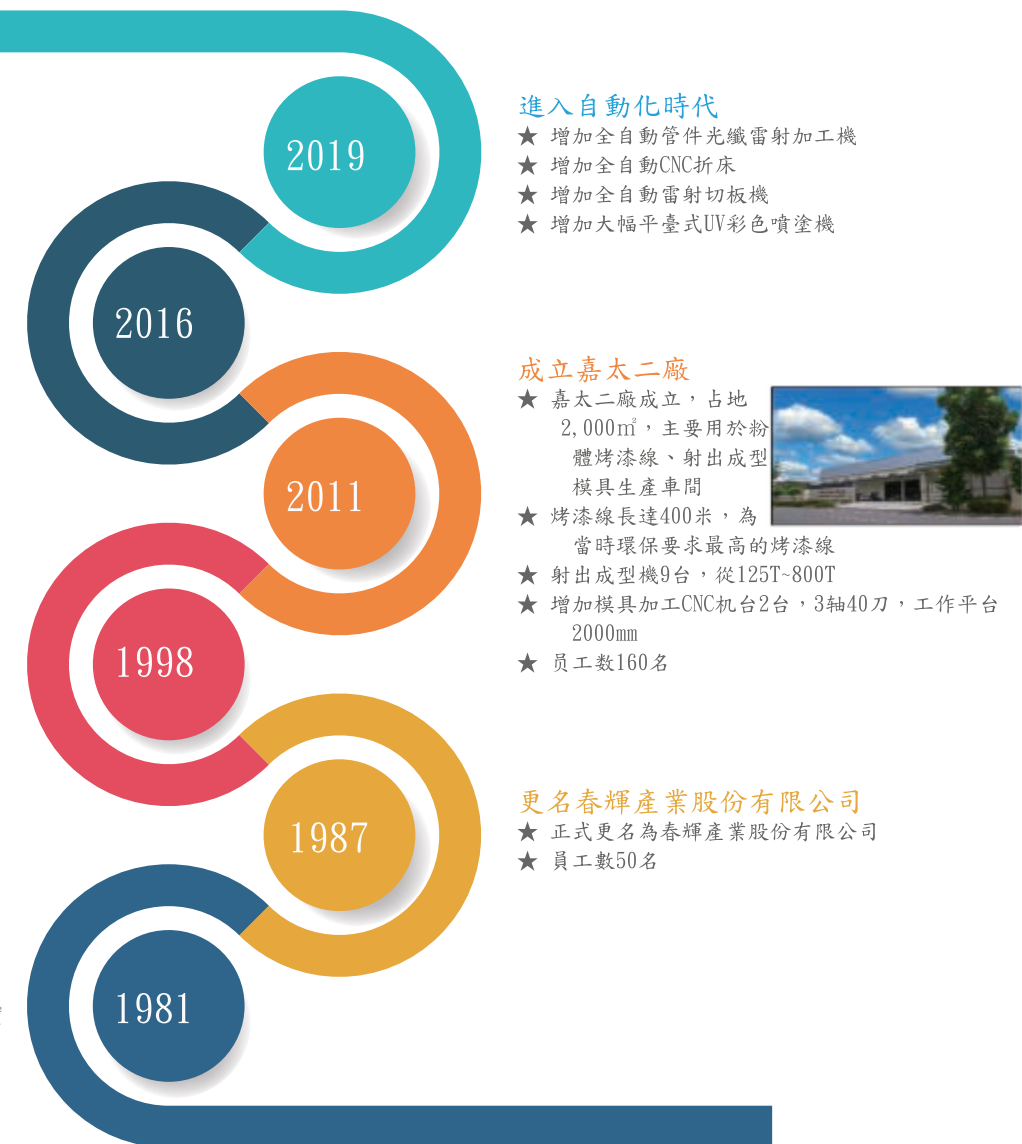 2019
進入自動化時代
★ 增加全自動管件光纖雷射加工機
★ 增加全自動CNC折床
★ 增加全自動雷射切板機
★ 增加大幅平臺式UV彩色噴塗機
2016
2011
成立嘉太二廠
★ 嘉太二廠成立，占地
2,000㎡，主要用於粉
體烤漆線、射出成型
模具生產車間
★ 烤漆線長達400米，為
當時環保要求最高的烤漆線
★ 射出成型機9台，從125T~800T
★ 增加模具加工CNC机台2台，3轴40刀，工作平台
2000mm
★ 员工数160名
1998
1987
更名春輝產業股份有限公司
★ 正式更名為春輝產業股份有限公司
★ 員工數50名
1981